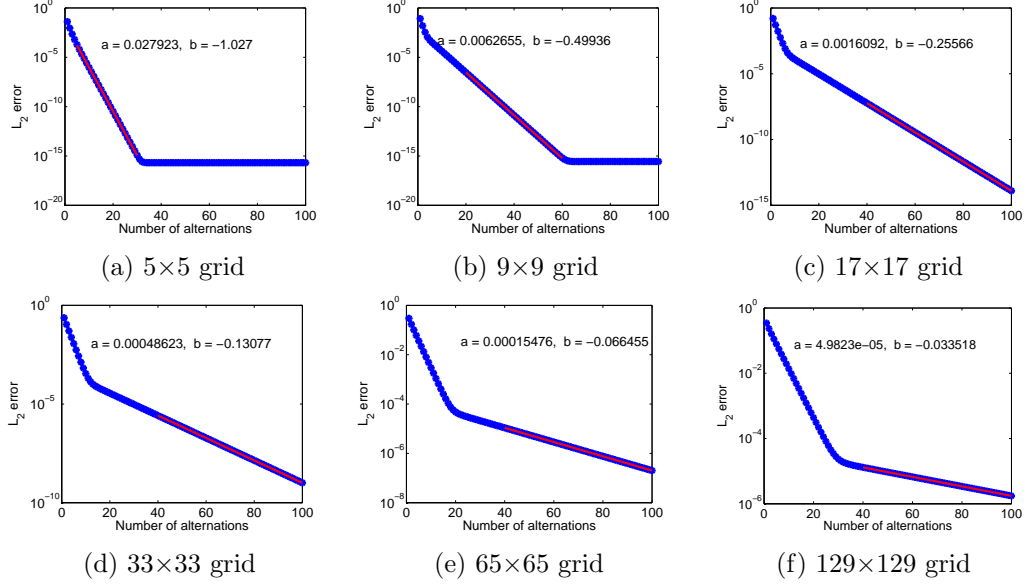 10^0
10^-5
10^-10
10^-15
10^-20
L_2 error
a = 0.027923, b = −1.027
0 20 40 60 80 100
Number of alternations
(a) 5×5 grid
10^0
10^-5
10^-10
10^-15
10^-20
L_2 error
a = 0.0062655, b = −0.49936
0 20 40 60 80 100
Number of alternations
(b) 9×9 grid
10^0
10^-5
10^-10
10^-15
L_2 error
a = 0.0016092, b = −0.25566
0 20 40 60 80 100
Number of alternations
(c) 17×17 grid
10^0
10^-5
10^-10
L_2 error
a = 0.00048623, b = −0.13077
0 20 40 60 80 100
Number of alternations
(d) 33×33 grid
10^0
10^-2
10^-4
10^-6
10^-8
L_2 error
a = 0.00015476, b = −0.066455
0 20 40 60 80 100
Number of alternations
(e) 65×65 grid
10^0
10^-2
10^-4
10^-6
L_2 error
a = 4.9823e−05, b = −0.033518
0 20 40 60 80 100
Number of alternations
(f) 129×129 grid